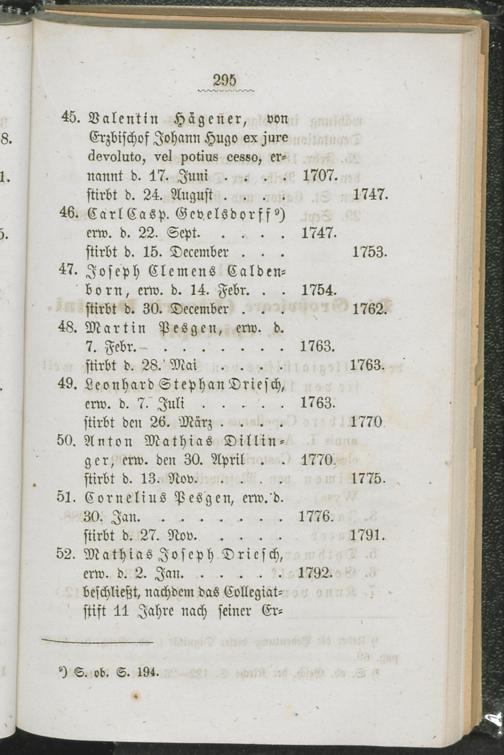 295
45. Valentin Hägener, von
Erzbischof Johann Hugo ex jure
devoluto, vel potius cesso, er=
nannt d. 17. Juni . . . . 1707.
stirbt d. 24. August . . . . 1747.
46. Carl Casp. Gevelsdorff ⁹)
erw. d. 22. Sept. . . . . 1747.
stirbt d. 15. December . . . 1753.
47. Joseph Clemens Calden=
born, erw. d. 14. Febr. . . 1754.
stirbt d. 30. December . . . 1762.
48. Martin Pesgen, erw. d.
7. Febr. . . . . . . . 1763.
stirbt d. 28. Mai . . . . 1763.
49. Leonhard Stephan Driesch,
erw. d. 7. Juli . . . . 1763.
stirbt den 26. März . . . . 1770.
50. Anton Mathias Dillin=
ger, erw. den 30. April . 1770.
stirbt d. 13. Nov. . . . . 1775.
51. Cornelius Pesgen, erw. d.
30. Jan. . . . . . . . 1776.
stirbt d. 27. Nov. . . . . 1791.
52. Mathias Joseph Driesch,
erw. d. 2. Jan. . . . . . 1792.
beschließt, nachdem das Collegiat=
stift 11 Jahre nach seiner Er=
⁹) S. ob. S. 194.
8.
1.
5.